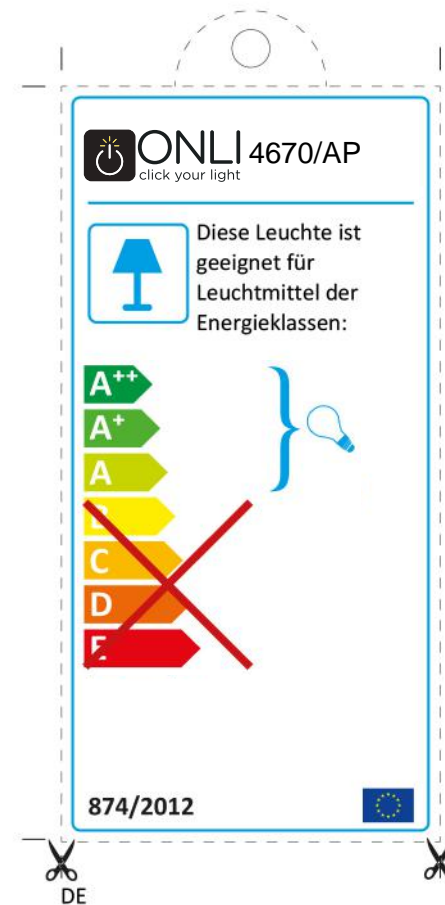 ONLI 4670/AP
click your light
Diese Leuchte ist
geeignet für
Leuchtmittel der
Energieklassen:
A++
A+
A
B
C
D
E
874/2012
DE